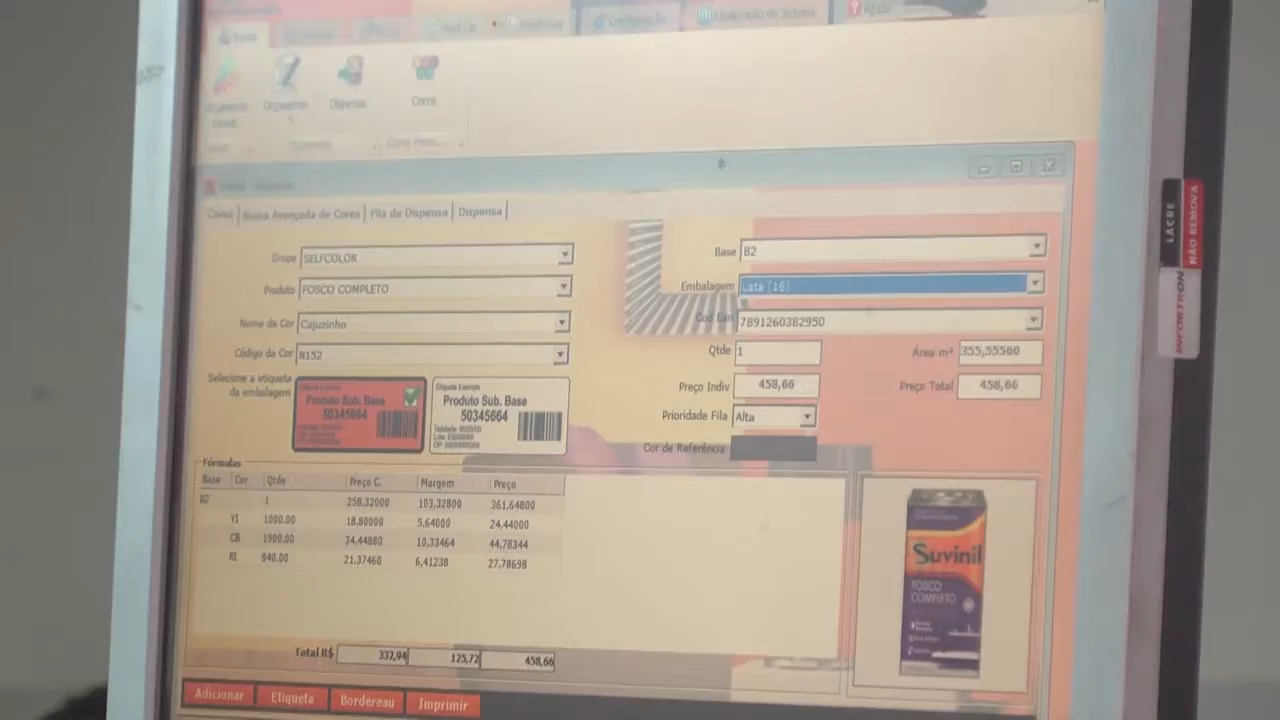 Dispensa
Cores
Cores Busca Avançada de Cores Fila de Dispensa Dispensa
Grupo SELFCOLOR
Produto FOSCO COMPLETO
Nome da Cor Cajuzinho
Código da Cor N152
Selecione a etiqueta da embalagem
Produto Sub. Base
50345664
Etiqueta Exemplo
Produto Sub. Base
50345664
Base B2
Embalagem Lata (16)
Cod Ean 7891260382950
Qtde 1 Área m² 355,55560
Preço Indiv 458,66 Preço Total 458,66
Prioridade Fila Alta
Cor de Referência
Fórmulas
Base Cor Qtde Preço C. Margem Preço
B2 1 258,32000 103,32800 361,64800
YI 1000.00 18,80000 5,64000 24,44000
CB 1900.00 34,44880 10,33464 44,78344
RI 840.00 21,37460 6,41238 27,78698
Total R$ 332,94 125,72 458,66
Adicionar Etiqueta Bordereau Imprimir
Suvinil
FOSCO
COMPLETO
LACRE
NÃO REMOVA
INFORTRON